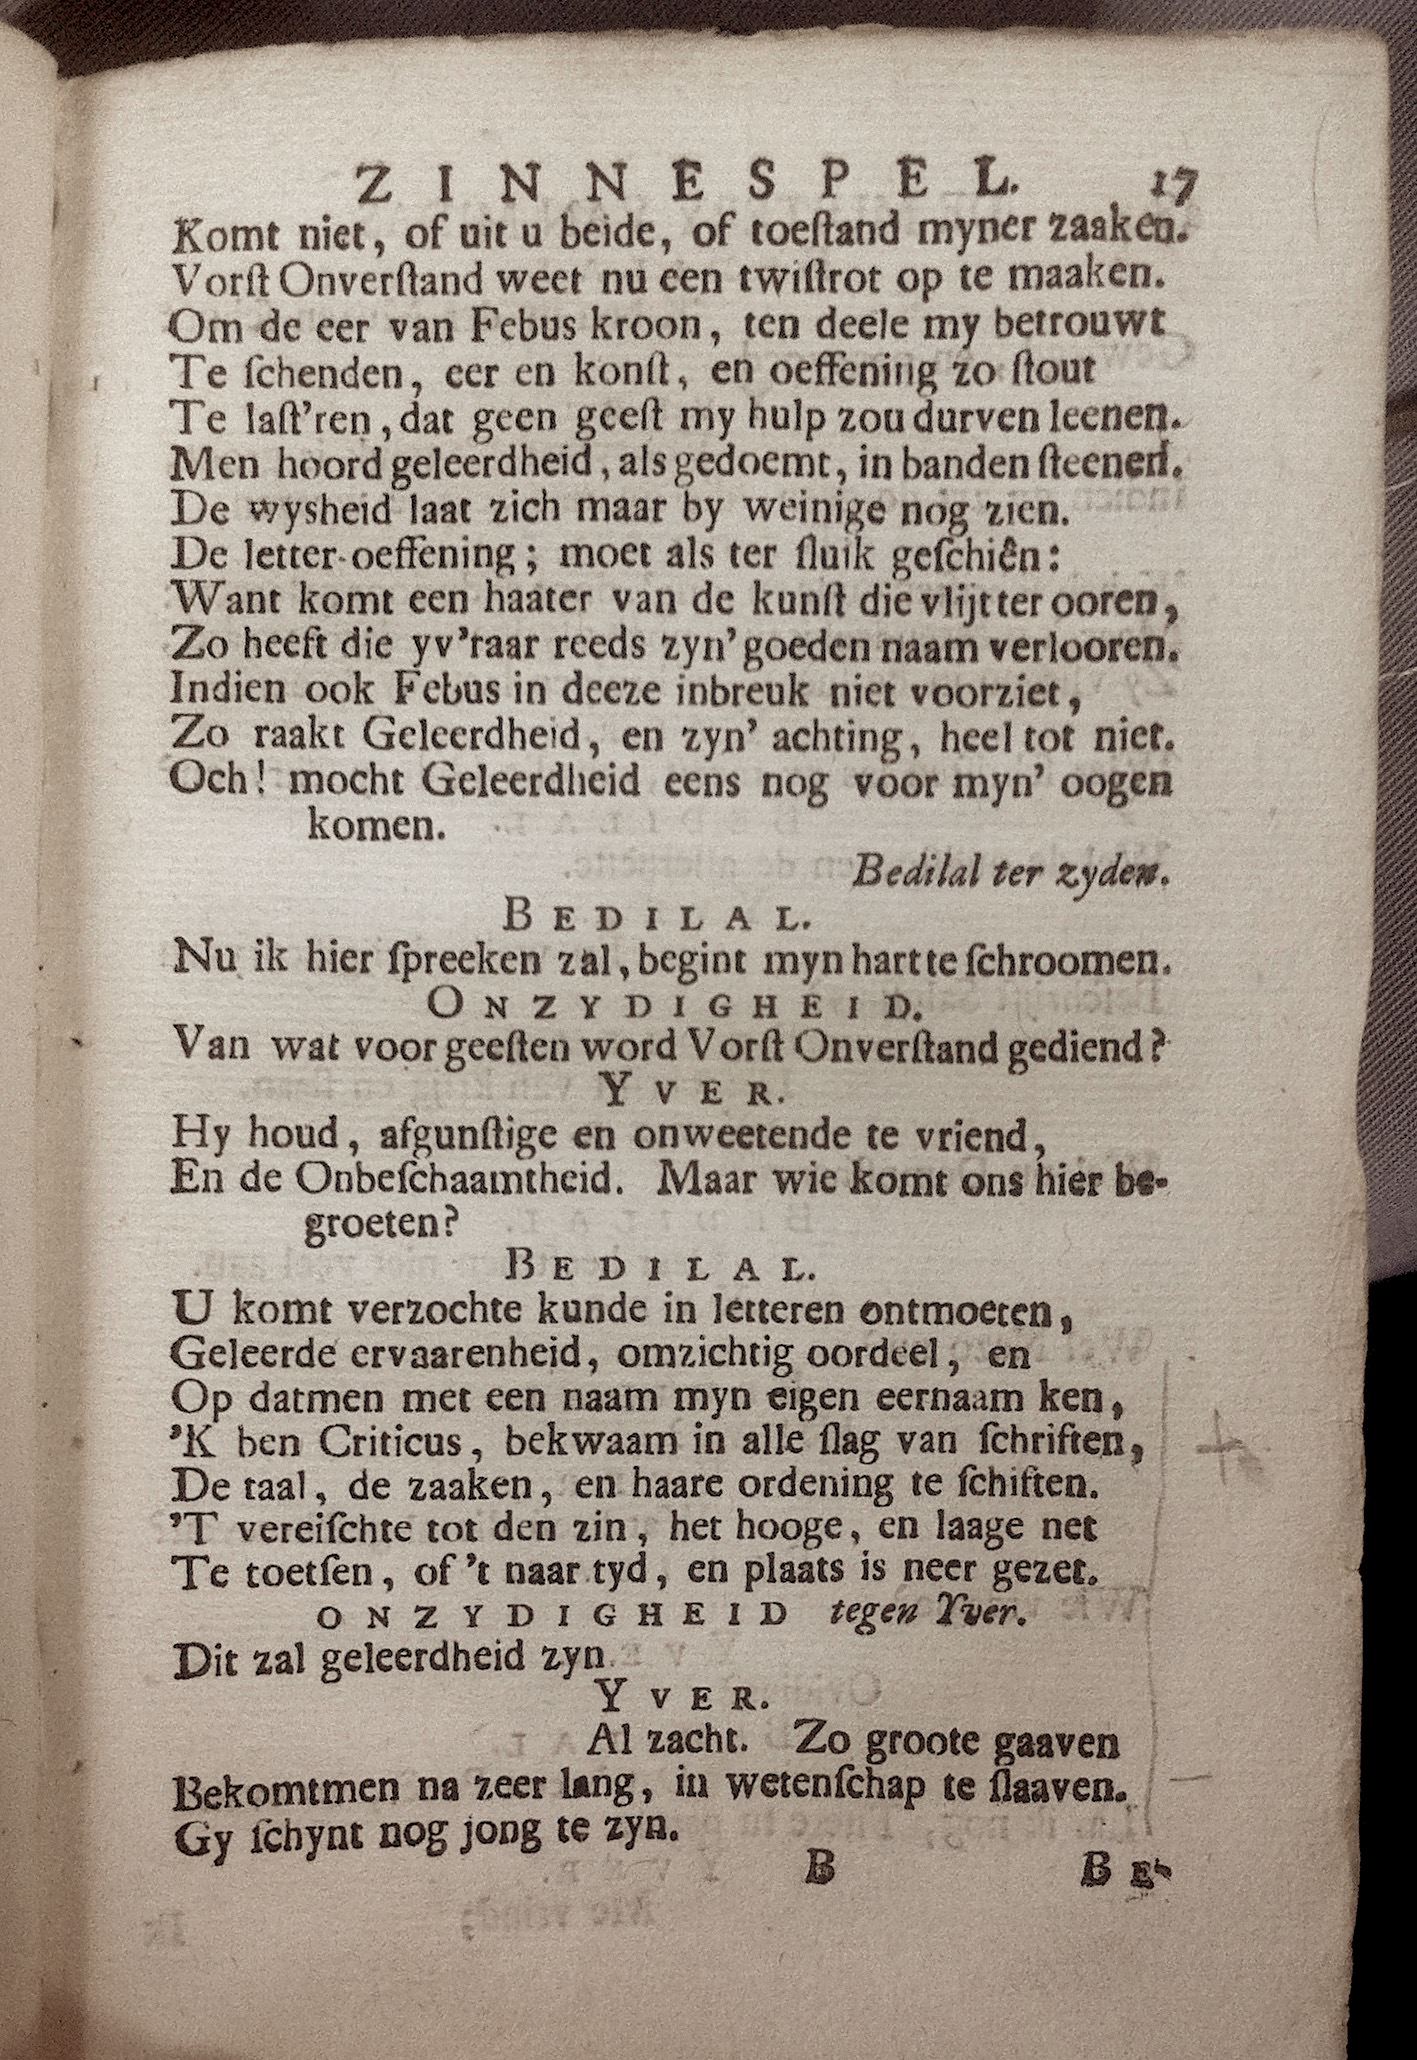 ZINNESPEL. 17
Komt niet, of uit u beide, of toeſtand myner zaaken.
Vorſt Onverſtand weet nu een twiſtrot op te maaken.
Om de eer van Febus kroon, ten deele my betrouwt
Te ſchenden, eer en konſt, en oeffening zo ſtout
Te laſt'ren, dat geen geeſt my hulp zou durven leenen.
Men hoord geleerdheid, als gedoemt, in banden ſteenen.
De wysheid laat zich maar by weinige nog zien.
De letter-oeffening; moet als ter ſluik geſchiên:
Want komt een haater van de kunſt die vlijt ter ooren,
Zo heeft die yv'raar reeds zyn' goeden naam verlooren.
Indien ook Febus in deeze inbreuk niet voorziet,
Zo raakt Geleerdheid, en zyn' achting, heel tot niet.
Och! mocht Geleerdheid eens nog voor myn' oogen
komen.
Bedilal ter zyden.
BEDILAL.
Nu ik hier ſpreeken zal, begint myn hart te ſchroomen.
ONZYDIGHEID.
Van wat voor geeſten word Vorſt Onverſtand gediend?
YVER.
Hy houd, afgunſtige en onweetende te vriend,
En de Onbeſchaamtheid. Maar wie komt ons hier be-
groeten?
BEDILAL.
U komt verzochte kunde in letteren ontmoeten,
Geleerde ervaarenheid, omzichtig oordeel, en
Op datmen met een naam myn eigen eernaam ken,
'K ben Criticus, bekwaam in alle ſlag van ſchriften,
De taal, de zaaken, en haare ordening te ſchiften.
'T vereiſchte tot den zin, het hooge, en laage net
Te toetſen, of 't naar tyd, en plaats is neer gezet.
ONZYDIGHEID tegen Yver.
Dit zal geleerdheid zyn.
YVER.
Al zacht. Zo groote gaaven
Bekomtmen na zeer lang, in wetenſchap te ſlaaven.
Gy ſchynt nog jong te zyn.
B BE-